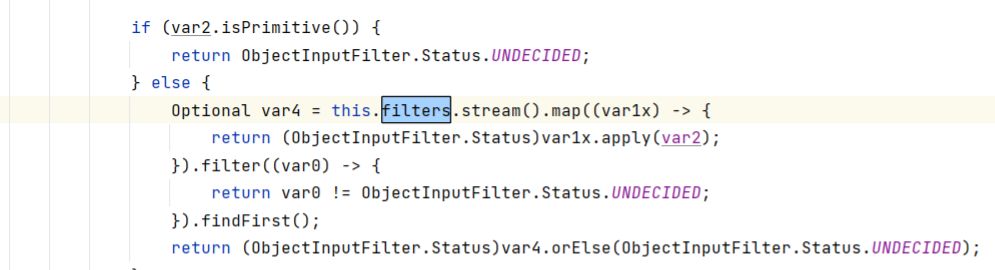 if (var2.isPrimitive()) {
return ObjectInputFilter.Status.UNDECIDED;
} else {
Optional var4 = this.filters.stream().map((var1x) -> {
return (ObjectInputFilter.Status)var1x.apply(var2);
}).filter((var0) -> {
return var0 != ObjectInputFilter.Status.UNDECIDED;
}).findFirst();
return (ObjectInputFilter.Status)var4.orElse(ObjectInputFilter.Status.UNDECIDED);